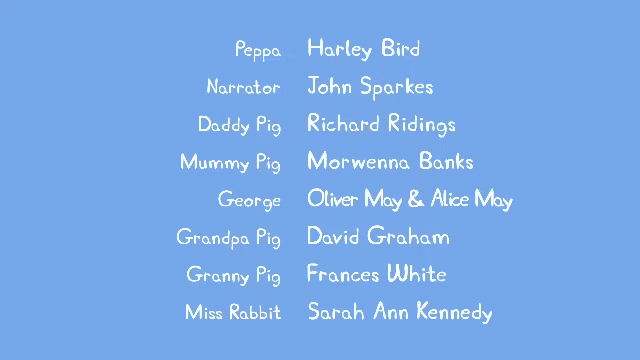 Peppa Harley Bird
Narrator John Sparkes
Daddy Pig Richard Ridings
Mummy Pig Morwenna Banks
George Oliver May & Alice May
Grandpa Pig David Graham
Granny Pig Frances White
Miss Rabbit Sarah Ann Kennedy